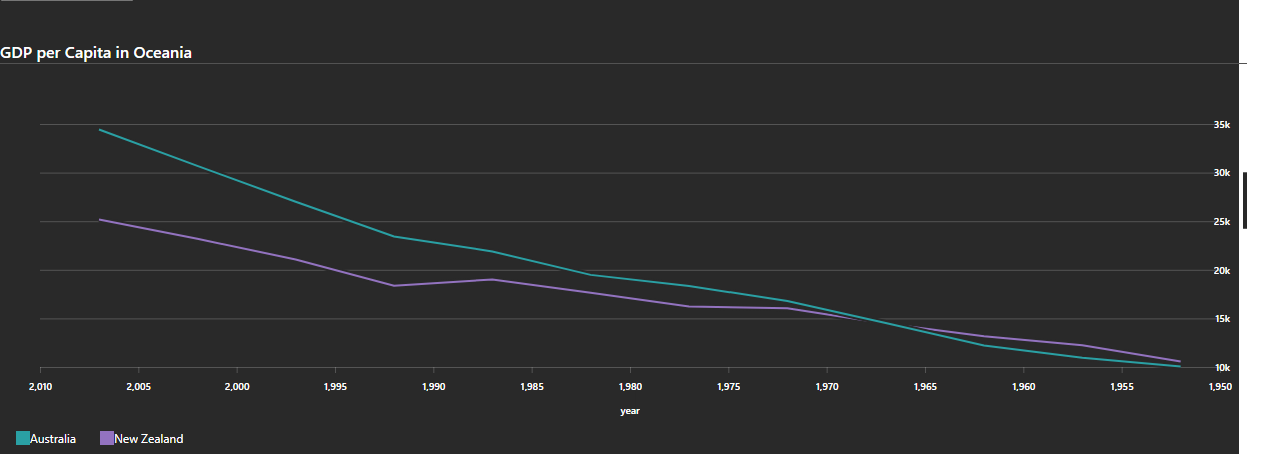 GDP per Capita in Oceania
35k
30k
25k
20k
15k
10k
2,010 2,005 2,000 1,995 1,990 1,985 1,980 1,975 1,970 1,965 1,960 1,955 1,950
year
Australia New Zealand